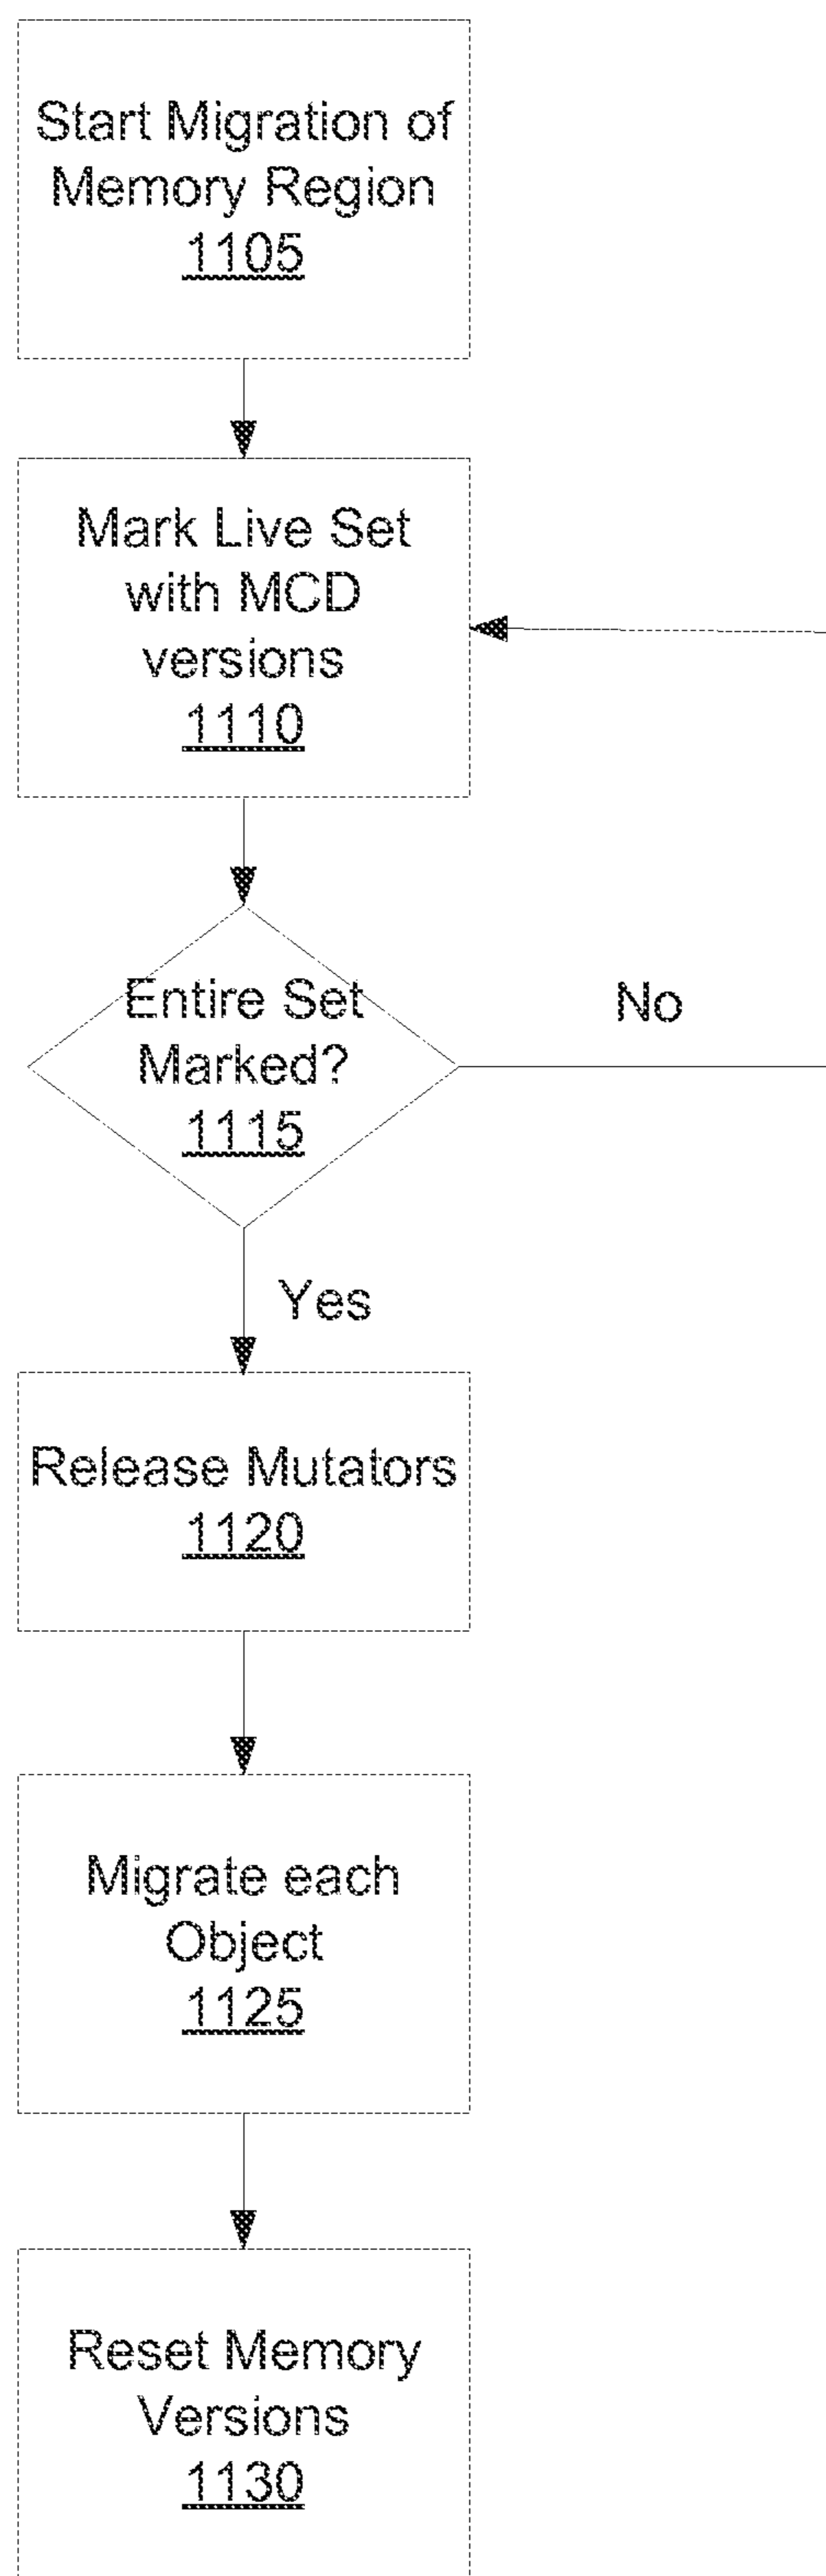 Start Migration of
Memory Region
1105
Mark Live Set
with MCD
versions
1110
Entire Set
Marked?
1115
No
Yes
Release Mutators
1120
Migrate each
Object
1125
Reset Memory
Versions
1130